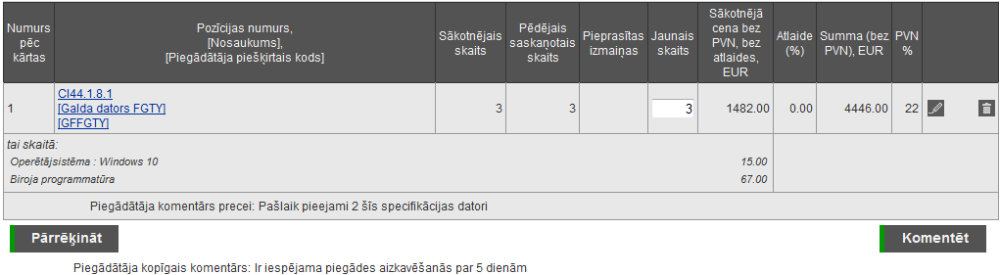 Numurs pēc kārtas
Pozīcijas numurs, [Nosaukums], [Piegādātāja piešķirtais kods]
Sākotnējais skaits
Pēdējais saskaņotais skaits
Pieprasītas izmaiņas
Jaunais skaits
Sākotnējā cena bez PVN, bez atlaides, EUR
Atlaide (%)
Summa (bez PVN), EUR
PVN %
1
CI44.1.8.1
[Galda dators FGTY]
[GFFGTY]
3
3
3
1482.00
0.00
4446.00
22
tai skaitā:
Operētājsistēma : Windows 10 15.00
Biroja programmatūra 67.00
Piegādātāja komentārs precei: Pašlaik pieejami 2 šīs specifikācijas datori
Pārrēķināt
Komentēt
Piegādātāja kopīgais komentārs: Ir iespējama piegādes aizkavēšanās par 5 dienām